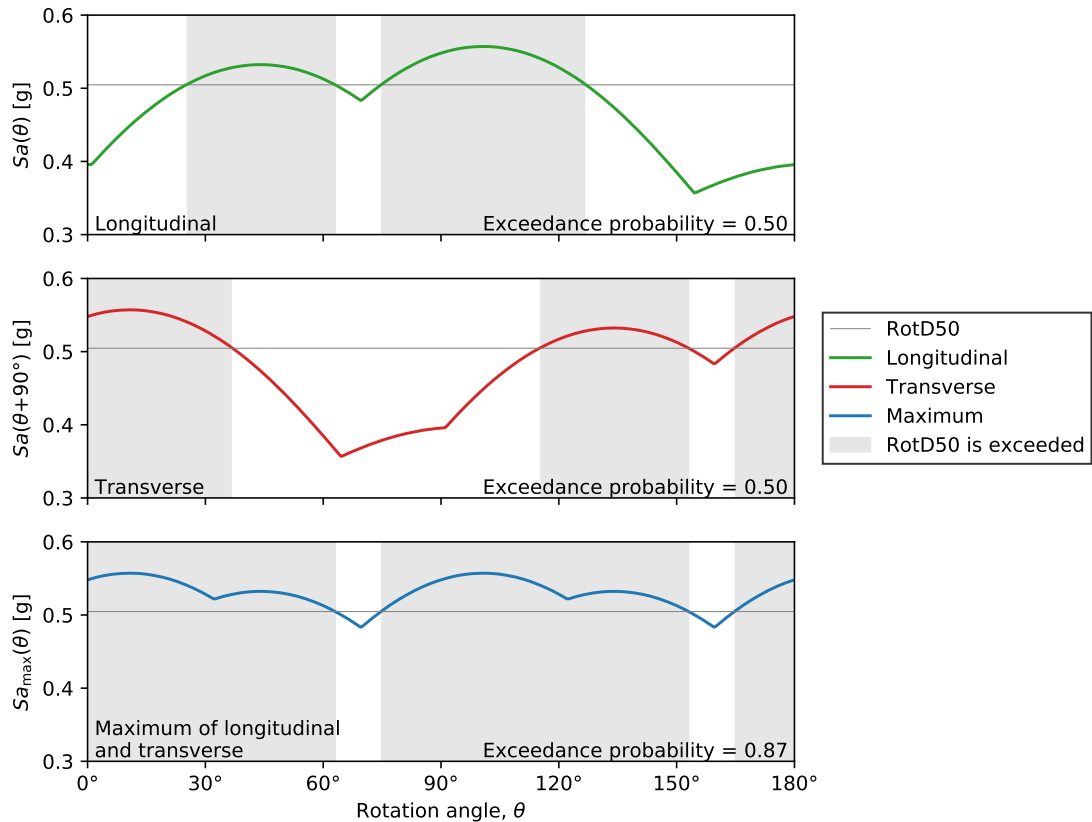 0.6
0.5
0.4
0.3
Sa(θ) [g]
Longitudinal
Exceedance probability = 0.50
0.6
0.5
0.4
0.3
Sa(θ+90°) [g]
Transverse
Exceedance probability = 0.50
RotD50
Longitudinal
Transverse
Maximum
RotD50 is exceeded
0.6
0.5
0.4
0.3
Samax(θ) [g]
Maximum of longitudinal
and transverse
Exceedance probability = 0.87
0° 30° 60° 90° 120° 150° 180°
Rotation angle, θ